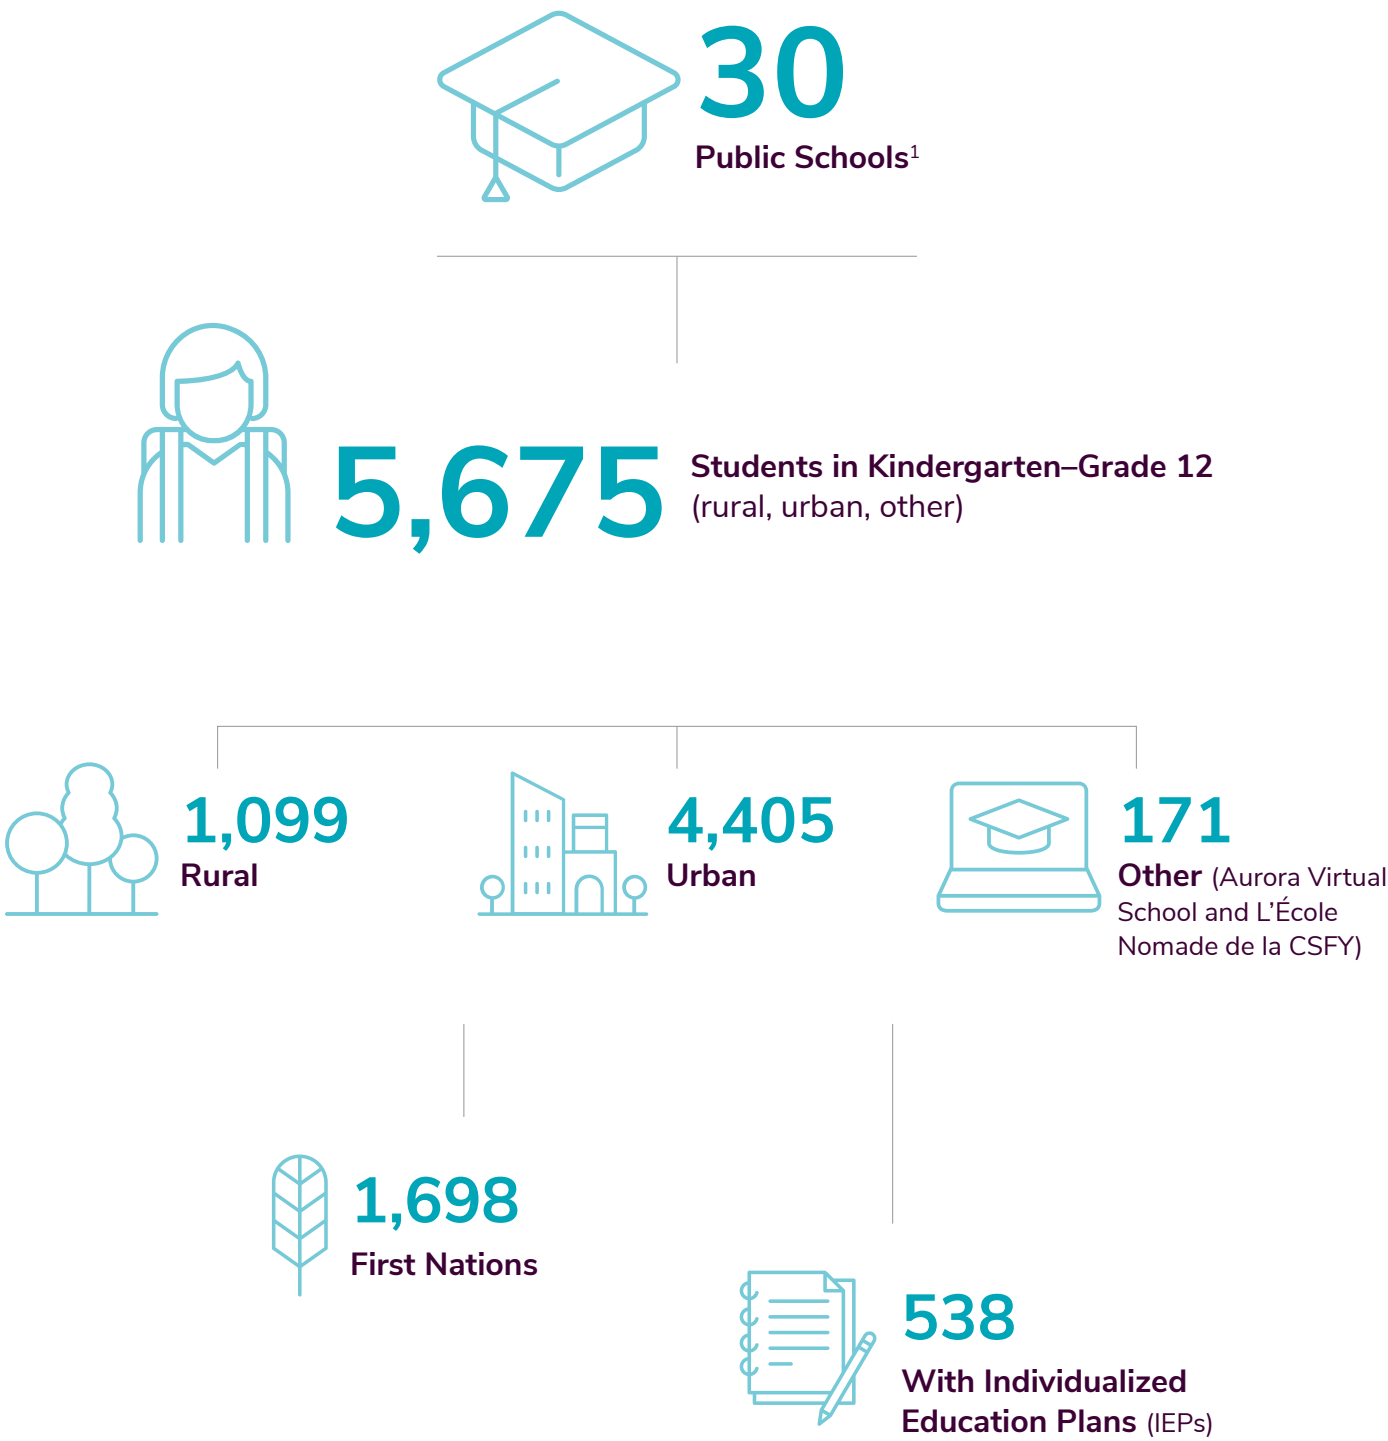 30
Public Schools¹
5,675
Students in Kindergarten–Grade 12
(rural, urban, other)
1,099
Rural
4,405
Urban
171
Other (Aurora Virtual
School and L’École
Nomade de la CSFY)
1,698
First Nations
538
With Individualized
Education Plans (IEPs)